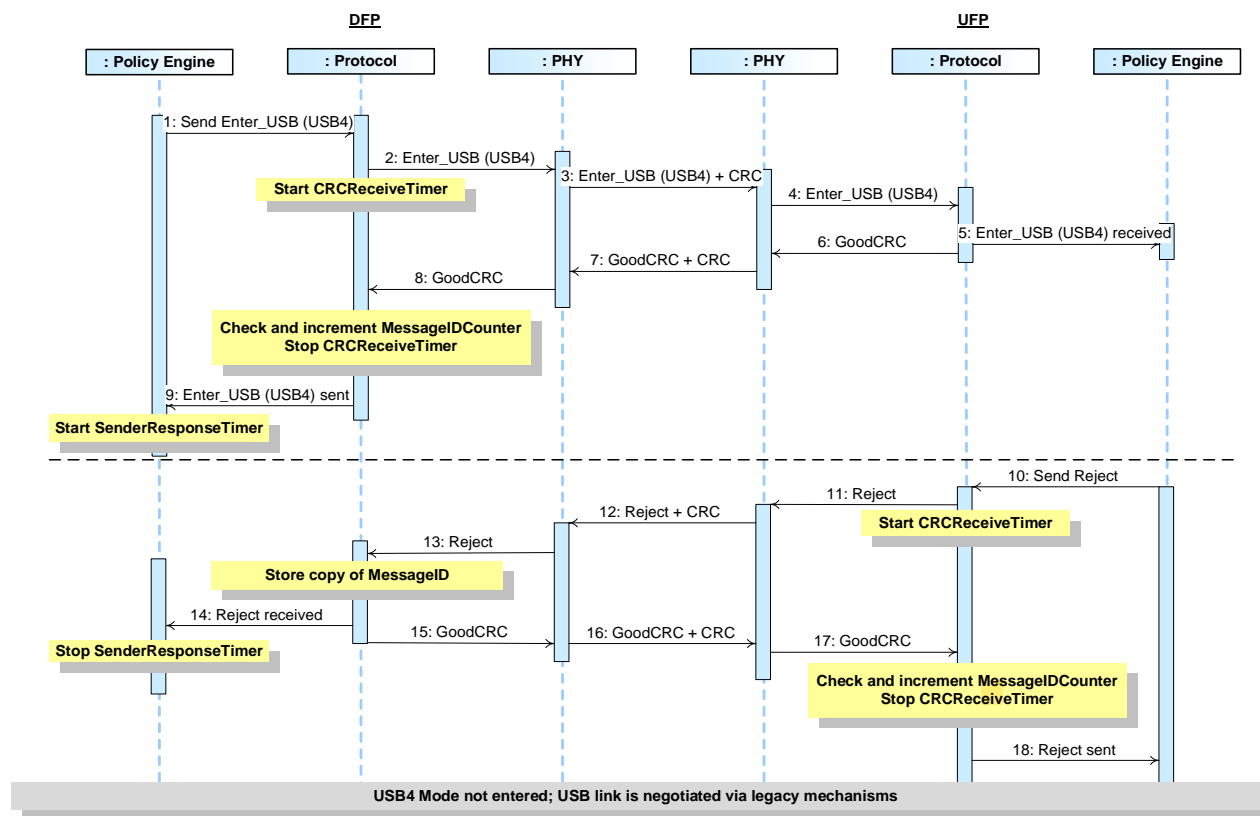 DFP
UFP
: Policy Engine
: Protocol
: PHY
: PHY
: Protocol
: Policy Engine
1: Send Enter_USB (USB4)
2: Enter_USB (USB4)
Start CRCReceiveTimer
3: Enter_USB (USB4) + CRC
4: Enter_USB (USB4)
5: Enter_USB (USB4) received
6: GoodCRC
7: GoodCRC + CRC
8: GoodCRC
Check and increment MessageIDCounter
Stop CRCReceiveTimer
9: Enter_USB (USB4) sent
Start SenderResponseTimer
10: Send Reject
11: Reject
Start CRCReceiveTimer
12: Reject + CRC
13: Reject
Store copy of MessageID
14: Reject received
Stop SenderResponseTimer
15: GoodCRC
16: GoodCRC + CRC
17: GoodCRC
Check and increment MessageIDCounter
Stop CRCReceiveTimer
18: Reject sent
USB4 Mode not entered; USB link is negotiated via legacy mechanisms